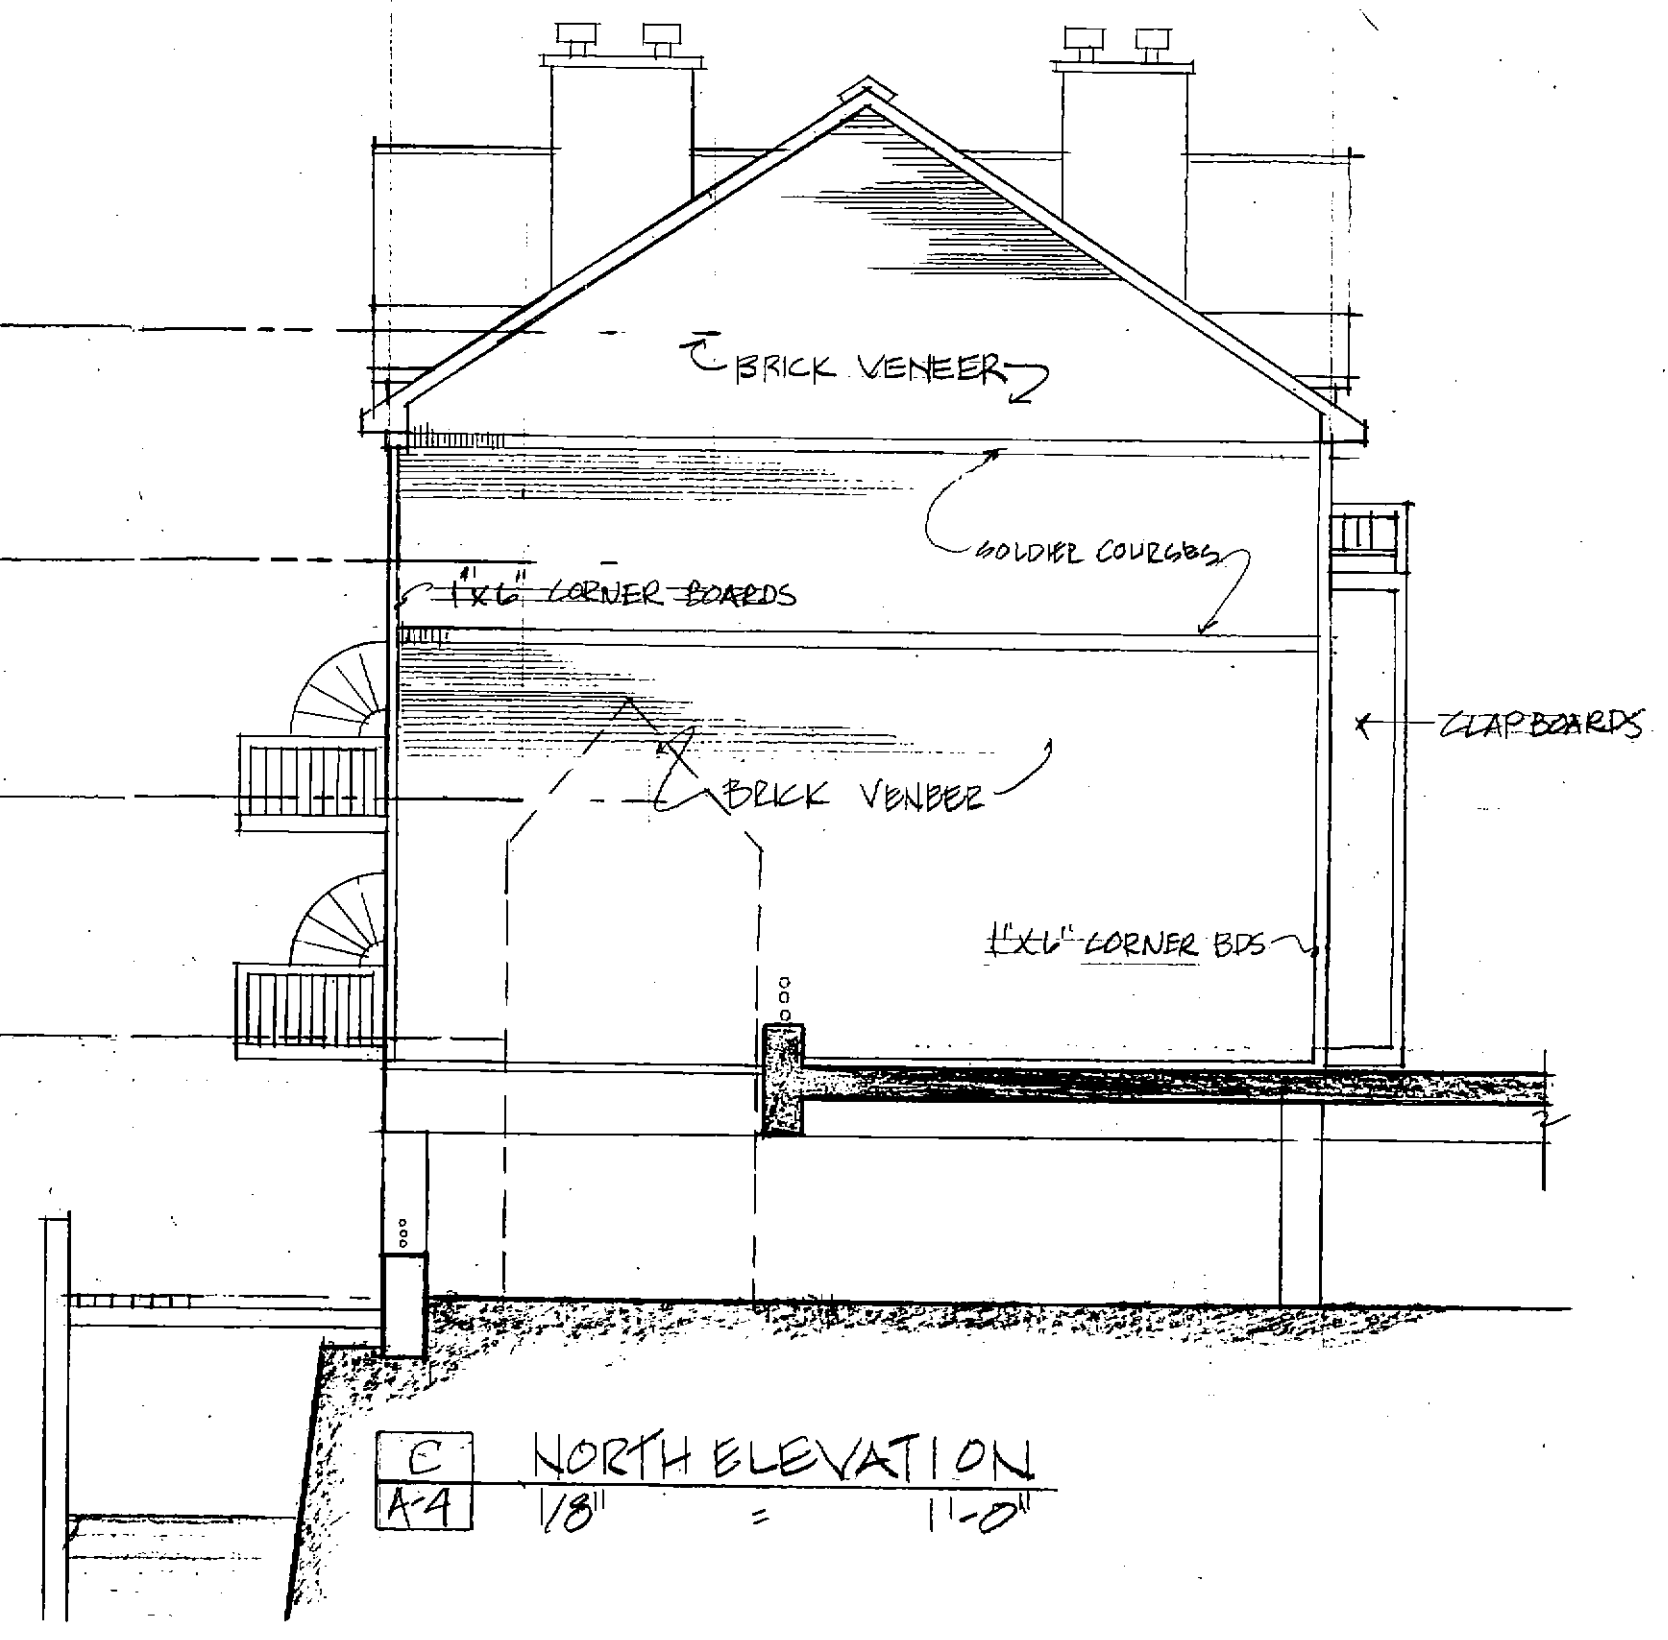 BRICK VENEER
SOLDIER COURSES
1"X6" CORNER BOARDS
CLAPBOARDS
BRICK VENEER
1"X6" CORNER BDS
C
A-4
NORTH ELEVATION
1/8" = 1'-0"